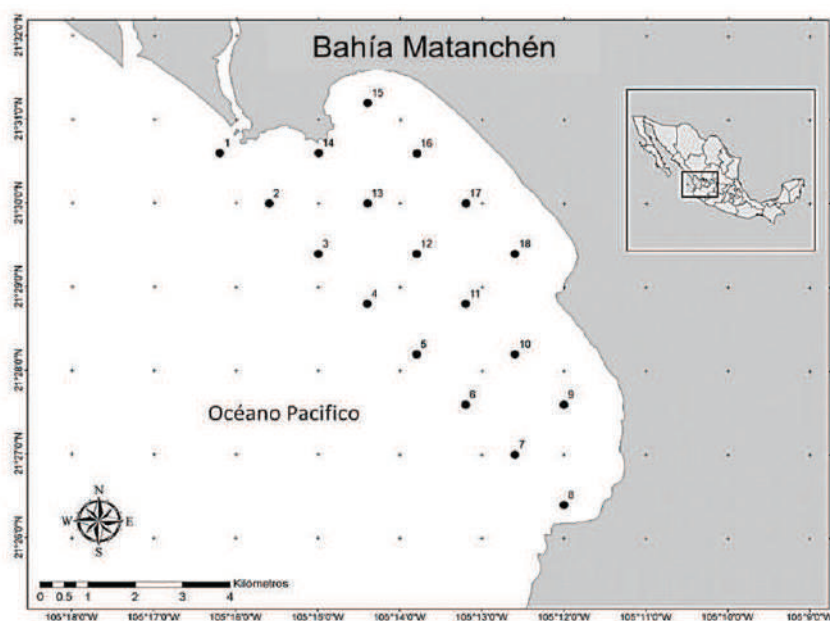 Bahía Matanchén
21°32'0"N
21°31'0"N
21°30'0"N
21°29'0"N
21°28'0"N
21°27'0"N
21°26'0"N
15
1
14
16
2
13
17
3
12
18
4
11
5
10
6
9
7
8
Océano Pacifico
N
W E
S
0 0.5 1 2 3 4
Kilómetros
105°18'0"W 105°17'0"W 105°16'0"W 105°15'0"W 105°14'0"W 105°13'0"W 105°12'0"W 105°11'0"W 105°10'0"W 105°9'0"W